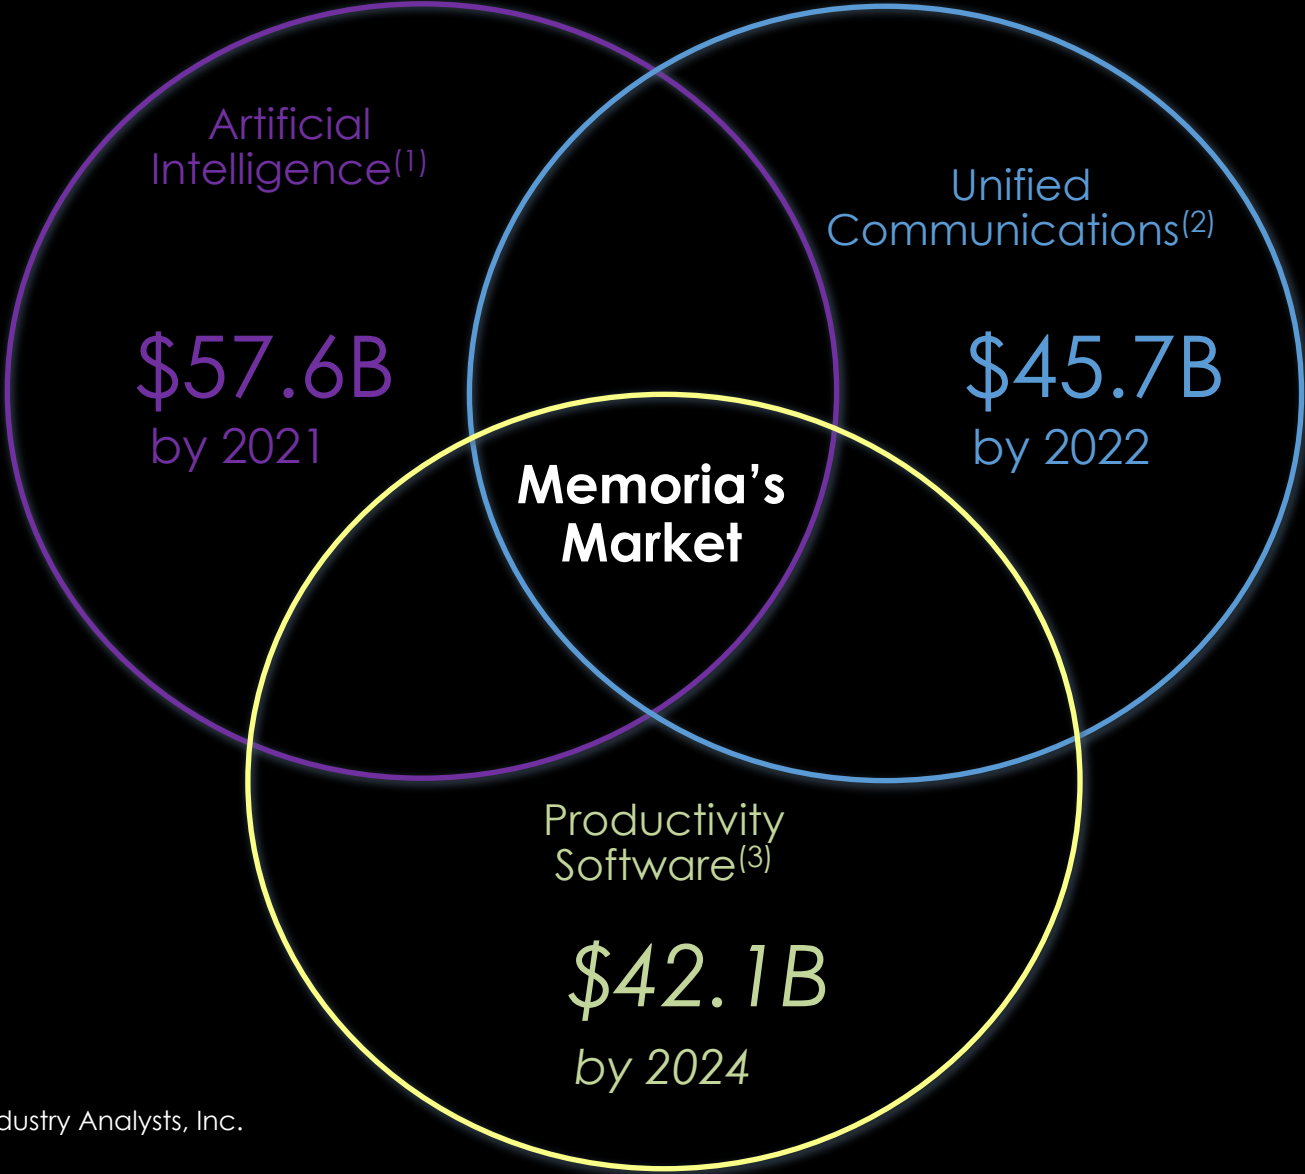 Artificial
Intelligence(1)
Unified
Communications(2)
$57.6B
by 2021
$45.7B
by 2022
Memoria's
Market
Productivity
Software(3)
$42.1B
by 2024
Analysts, Inc.